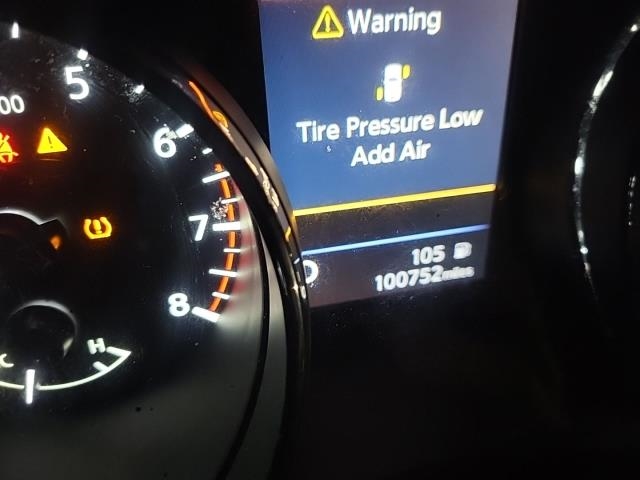 Warning
Tire Pressure Low
Add Air
105
100752miles
5
00
6
7
8
C
H